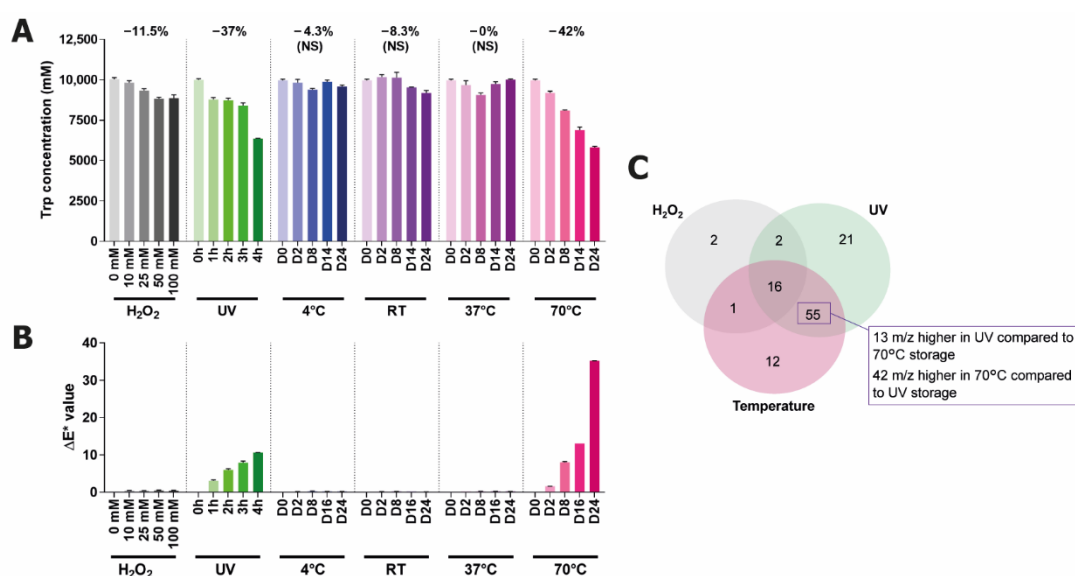 A
−11.5%
−37%
−4.3%
(NS)
−8.3%
(NS)
−0%
(NS)
−42%
Trp concentration (mM)
12,500
10,000
7500
5000
2500
0
0 mM
10 mM
25 mM
50 mM
100 mM
0h
1h
2h
3h
4h
D0
D2
D8
D14
D24
D0
D2
D8
D14
D24
D0
D2
D8
D14
D24
D0
D2
D8
D14
D24
H₂O₂
UV
4°C
RT
37°C
70°C
B
ΔE* value
40
30
20
10
0
0 mM
10 mM
25 mM
50 mM
100 mM
0h
1h
2h
3h
4h
D0
D2
D8
D16
D24
D0
D2
D8
D16
D24
D0
D2
D8
D16
D24
D0
D2
D8
D16
D24
H₂O₂
UV
4°C
RT
37°C
70°C
C
H₂O₂
UV
2
2
21
16
1
55
12
Temperature
13 m/z higher in UV compared to
70°C storage
42 m/z higher in 70°C compared
to UV storage